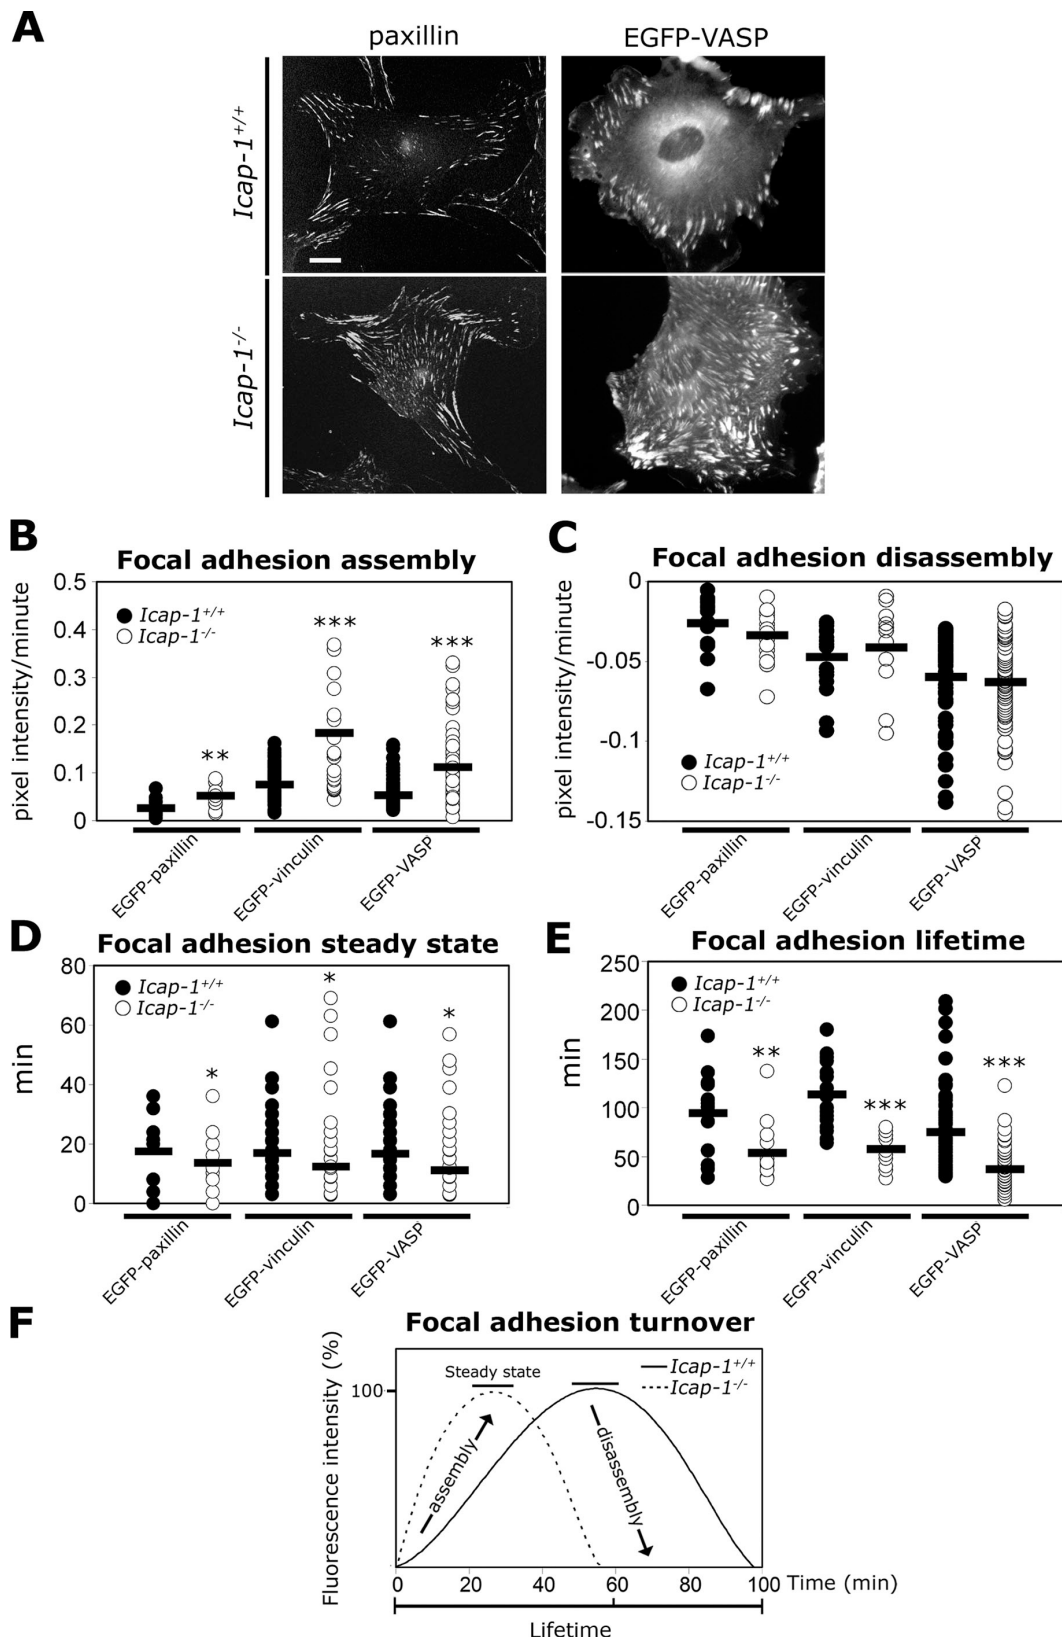 A
paxillin
EGFP-VASP
Icap-1+/+
Icap-1-/-
B
Focal adhesion assembly
pixel intensity/minute
0.5
0.4
0.3
0.2
0.1
0
Icap-1+/+
Icap-1-/-
**
***
***
EGFP-paxillin
EGFP-vinculin
EGFP-VASP
C
Focal adhesion disassembly
pixel intensity/minute
0
-0.05
-0.1
-0.15
Icap-1+/+
Icap-1-/-
EGFP-paxillin
EGFP-vinculin
EGFP-VASP
D
Focal adhesion steady state
min
80
60
40
20
0
Icap-1+/+
Icap-1-/-
*
*
*
EGFP-paxillin
EGFP-vinculin
EGFP-VASP
E
Focal adhesion lifetime
min
250
200
150
100
50
0
Icap-1+/+
Icap-1-/-
**
***
***
EGFP-paxillin
EGFP-vinculin
EGFP-VASP
F
Focal adhesion turnover
Fluorescence intensity (%)
100
Steady state
Icap-1+/+
Icap-1-/-
assembly
disassembly
0 20 40 60 80 100 Time (min)
Lifetime